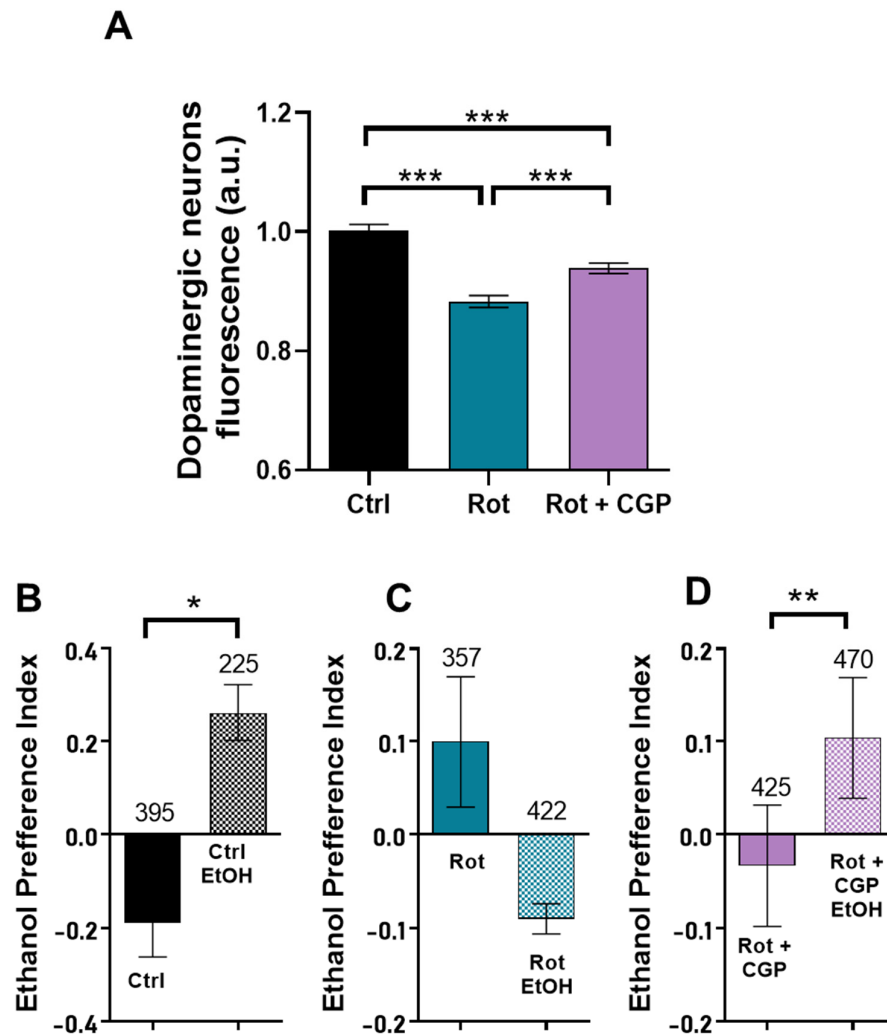 A
Dopaminergic neurons
fluorescence (a.u.)
1.2
1.0
0.8
0.6
***
***
***
Ctrl
Rot
Rot + CGP
B
Ethanol Prefference Index
0.4
0.2
0.0
−0.2
−0.4
*
395
225
Ctrl
Ctrl
EtOH
C
Ethanol Prefference Index
0.2
0.1
0.0
−0.1
−0.2
357
422
Rot
Rot
EtOH
D
Ethanol Prefference Index
0.2
0.1
0.0
−0.1
−0.2
**
425
470
Rot +
CGP
Rot +
CGP
EtOH